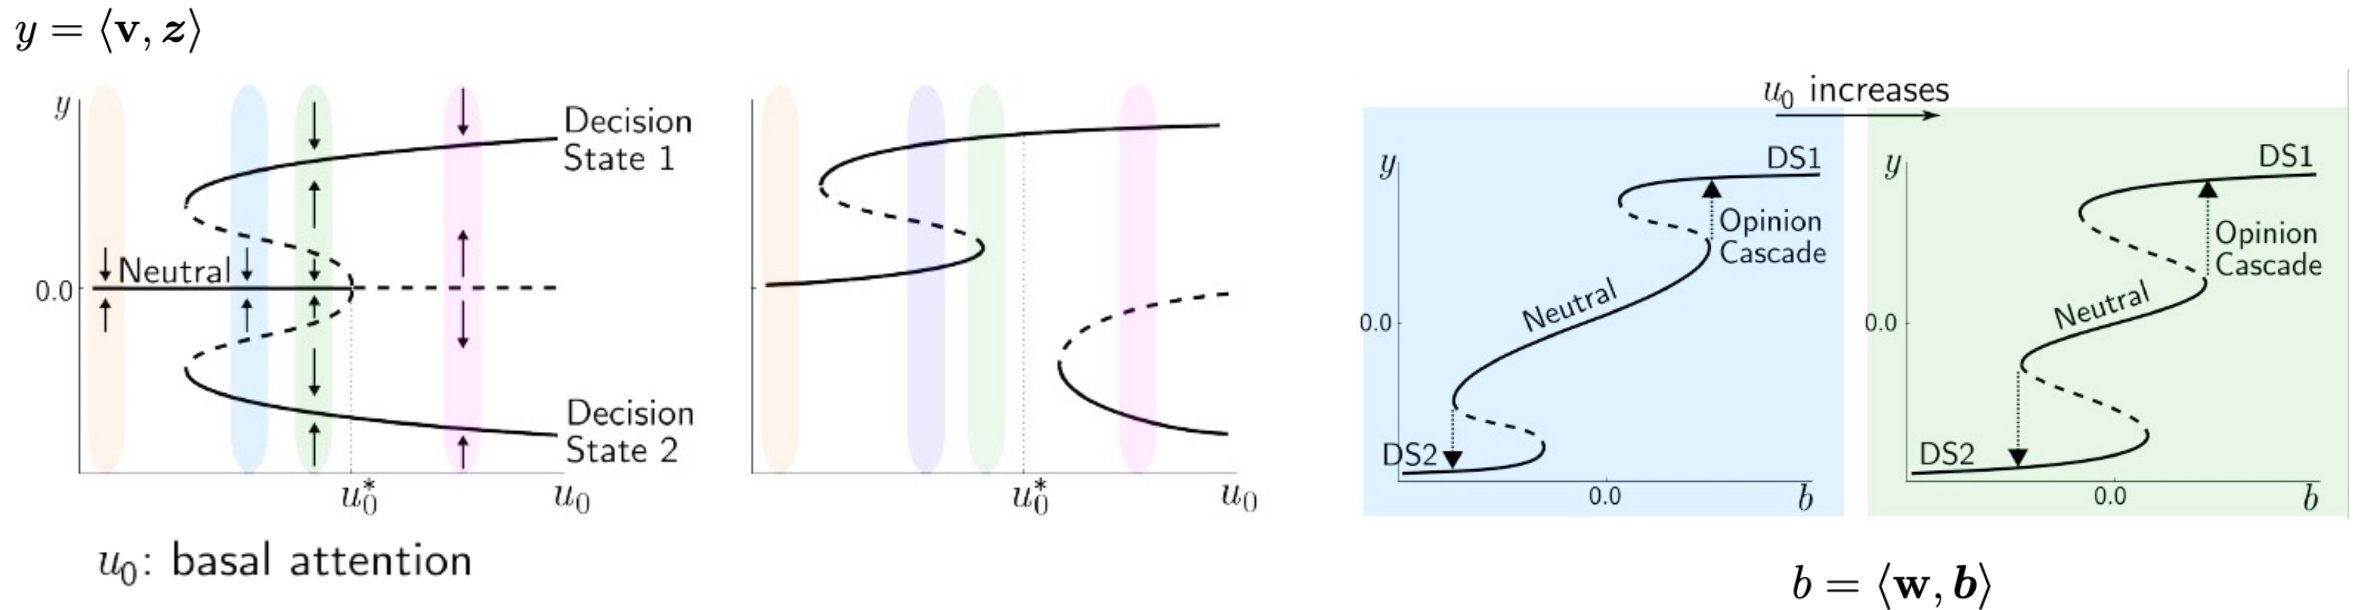 y = ⟨v, z⟩
y
Decision
State 1
Neutral
0.0
Decision
State 2
u₀*
u₀
u₀: basal attention
u₀*
u₀
u₀ increases
y
DS1
Opinion
Cascade
Neutral
0.0
DS2
0.0
b
y
DS1
Opinion
Cascade
Neutral
0.0
DS2
0.0
b
b = ⟨w, b⟩